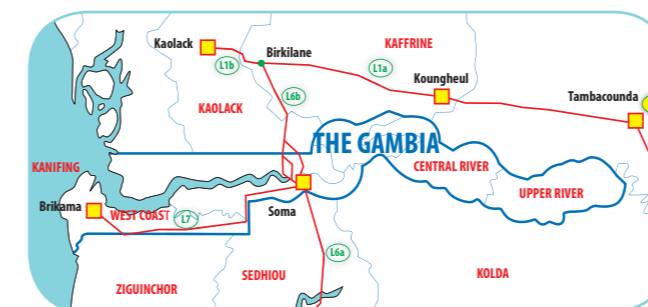 Kaolack
Birkilane
KAFFRINE
L1b
L1a
Koungheul
L6b
Tambacounda
KAOLACK
THE GAMBIA
KANIFING
CENTRAL RIVER
UPPER RIVER
Brikama
WEST COAST
L7
Soma
L6a
ZIGUINCHOR
SEDHIOU
KOLDA